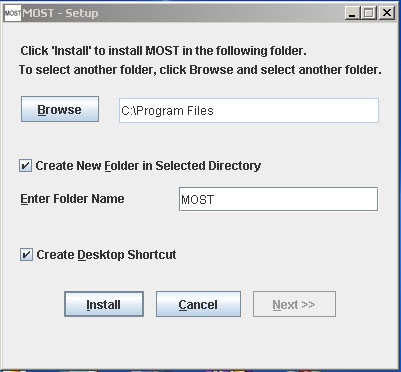 MOST MOST - Setup
Click 'Install' to install MOST in the following folder.
To select another folder, click Browse and select another folder.
Browse C:\Program Files
Create New Folder in Selected Directory
Enter Folder Name MOST
Create Desktop Shortcut
Install Cancel Next >>